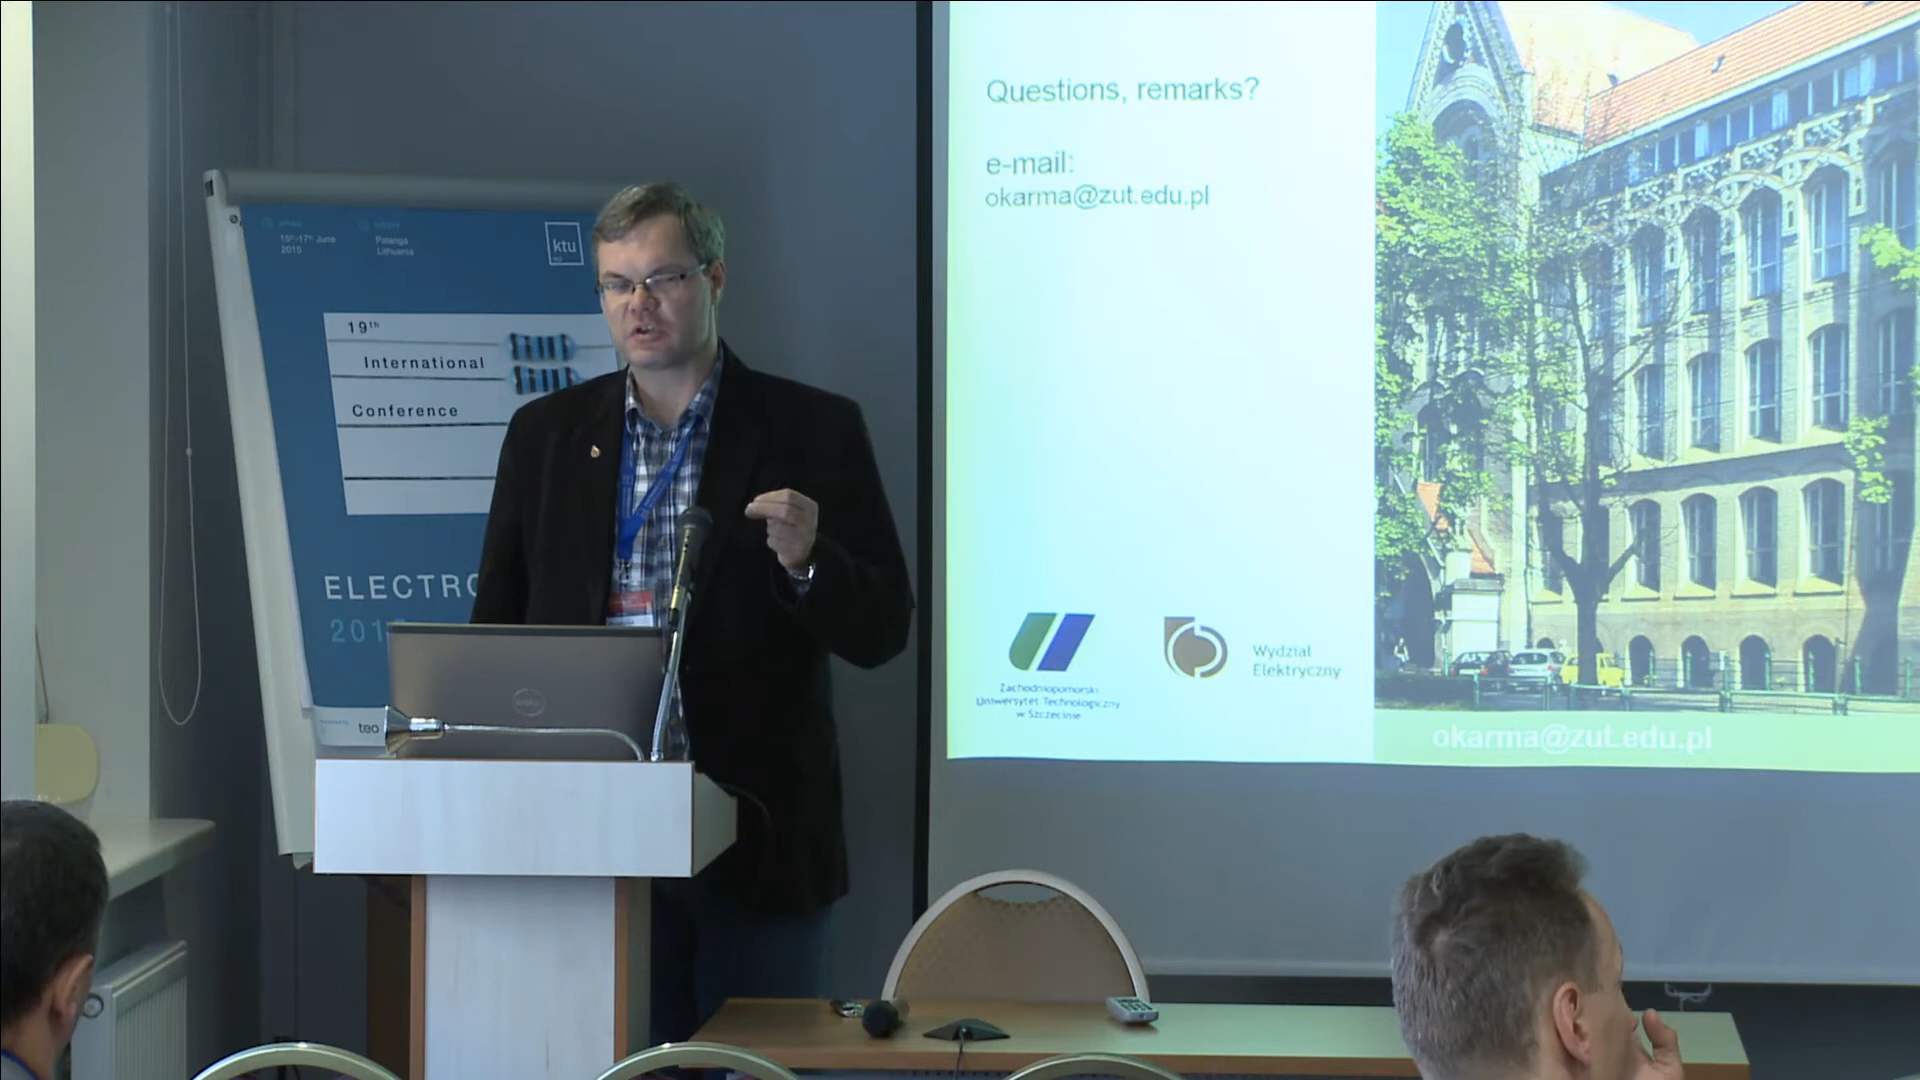 15th-17th June
2015
Palanga
Lithuania
ktu
19th
International
Conference
ELECTRO
201
teo
Questions, remarks?
e-mail:
okarma@zut.edu.pl
Zachodniopomorski
Uniwersytet Technologiczny
w Szczecinie
Wydział
Elektryczny
okarma@zut.edu.pl